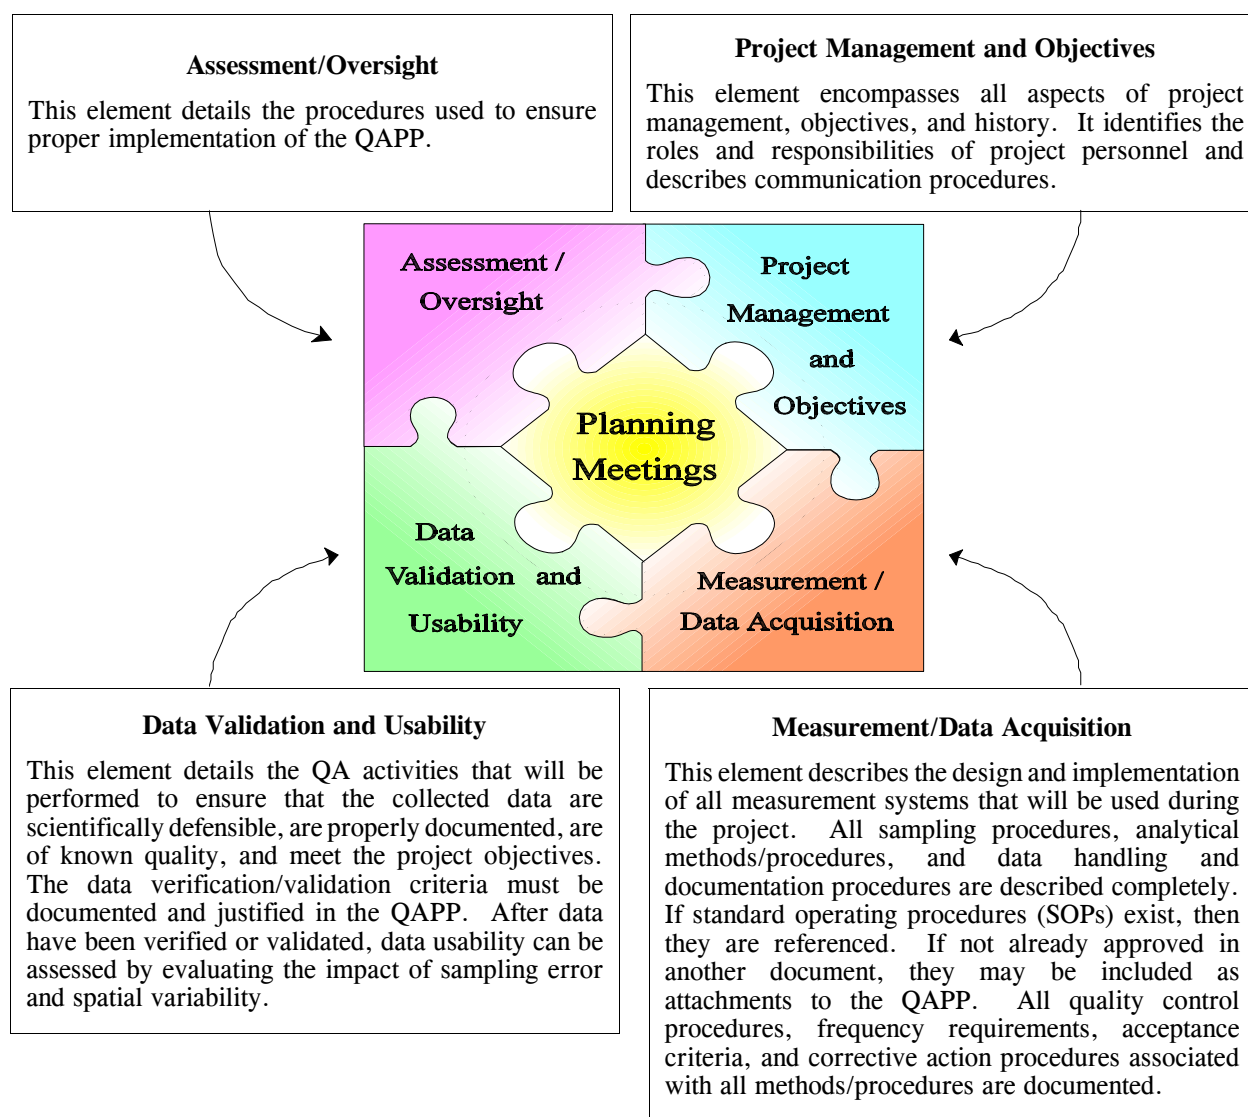 Assessment/Oversight
This element details the procedures used to ensure
proper implementation of the QAPP.
Project Management and Objectives
This element encompasses all aspects of project
management, objectives, and history. It identifies the
roles and responsibilities of project personnel and
describes communication procedures.
Assessment /
Oversight
Project
Management
and
Objectives
Planning
Meetings
Data
Validation and
Usability
Measurement /
Data Acquisition
Data Validation and Usability
This element details the QA activities that will be
performed to ensure that the collected data are
scientifically defensible, are properly documented, are
of known quality, and meet the project objectives.
The data verification/validation criteria must be
documented and justified in the QAPP. After data
have been verified or validated, data usability can be
assessed by evaluating the impact of sampling error
and spatial variability.
Measurement/Data Acquisition
This element describes the design and implementation
of all measurement systems that will be used during
the project. All sampling procedures, analytical
methods/procedures, and data handling and
documentation procedures are described completely.
If standard operating procedures (SOPs) exist, then
they are referenced. If not already approved in
another document, they may be included as
attachments to the QAPP. All quality control
procedures, frequency requirements, acceptance
criteria, and corrective action procedures associated
with all methods/procedures are documented.